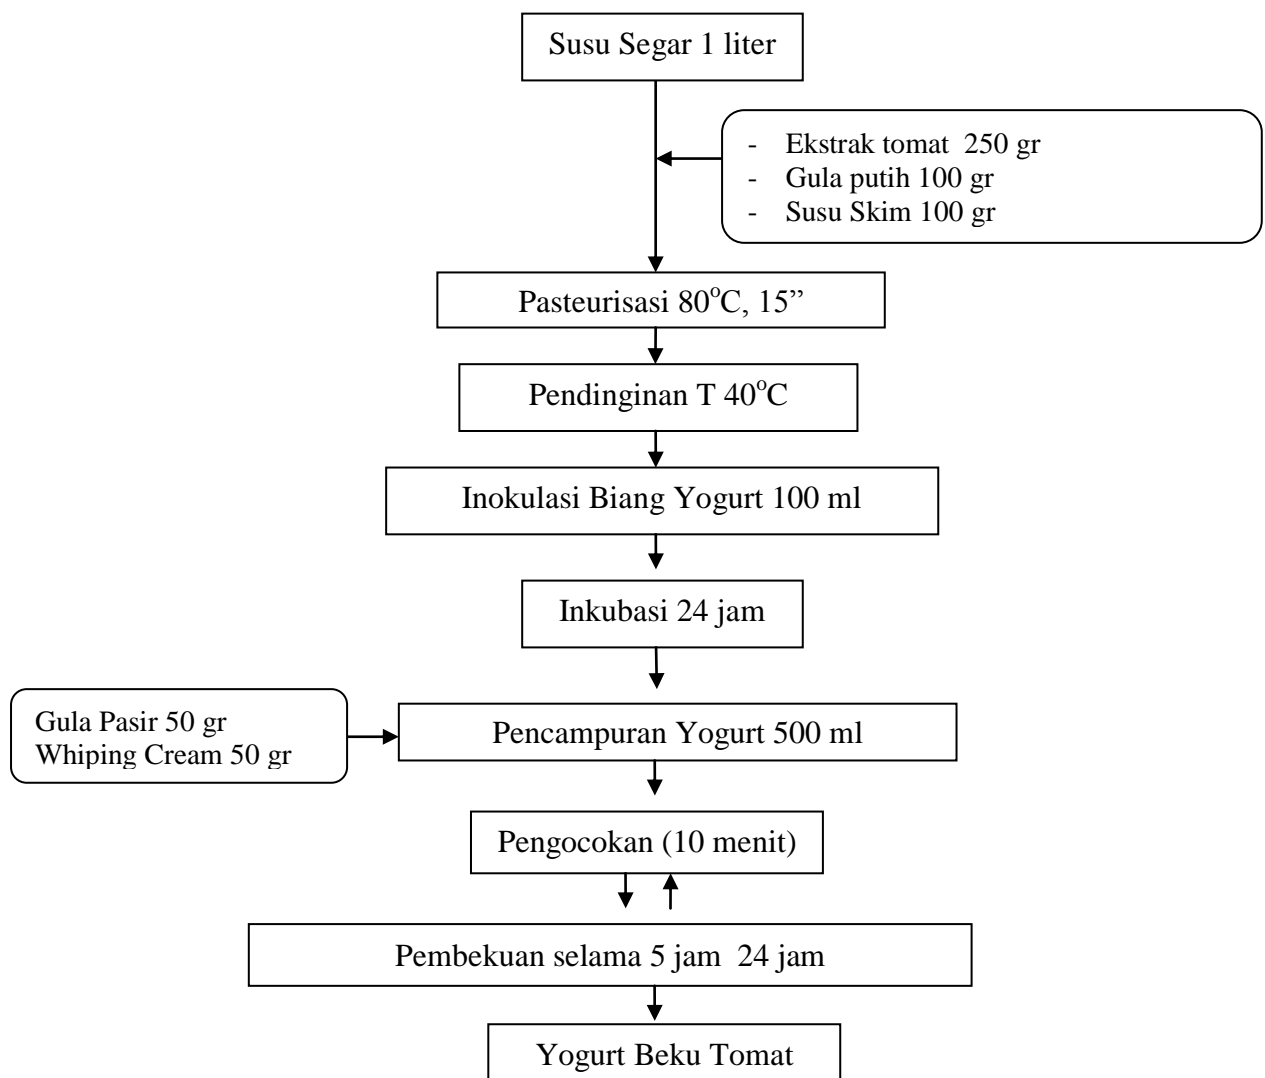 Susu Segar 1 liter
- Ekstrak tomat 250 gr
- Gula putih 100 gr
- Susu Skim 100 gr
Pasteurisasi 80°C, 15”
Pendinginan T 40°C
Inokulasi Biang Yogurt 100 ml
Inkubasi 24 jam
Gula Pasir 50 gr
Whiping Cream 50 gr
Pencampuran Yogurt 500 ml
Pengocokan (10 menit)
Pembekuan selama 5 jam 24 jam
Yogurt Beku Tomat